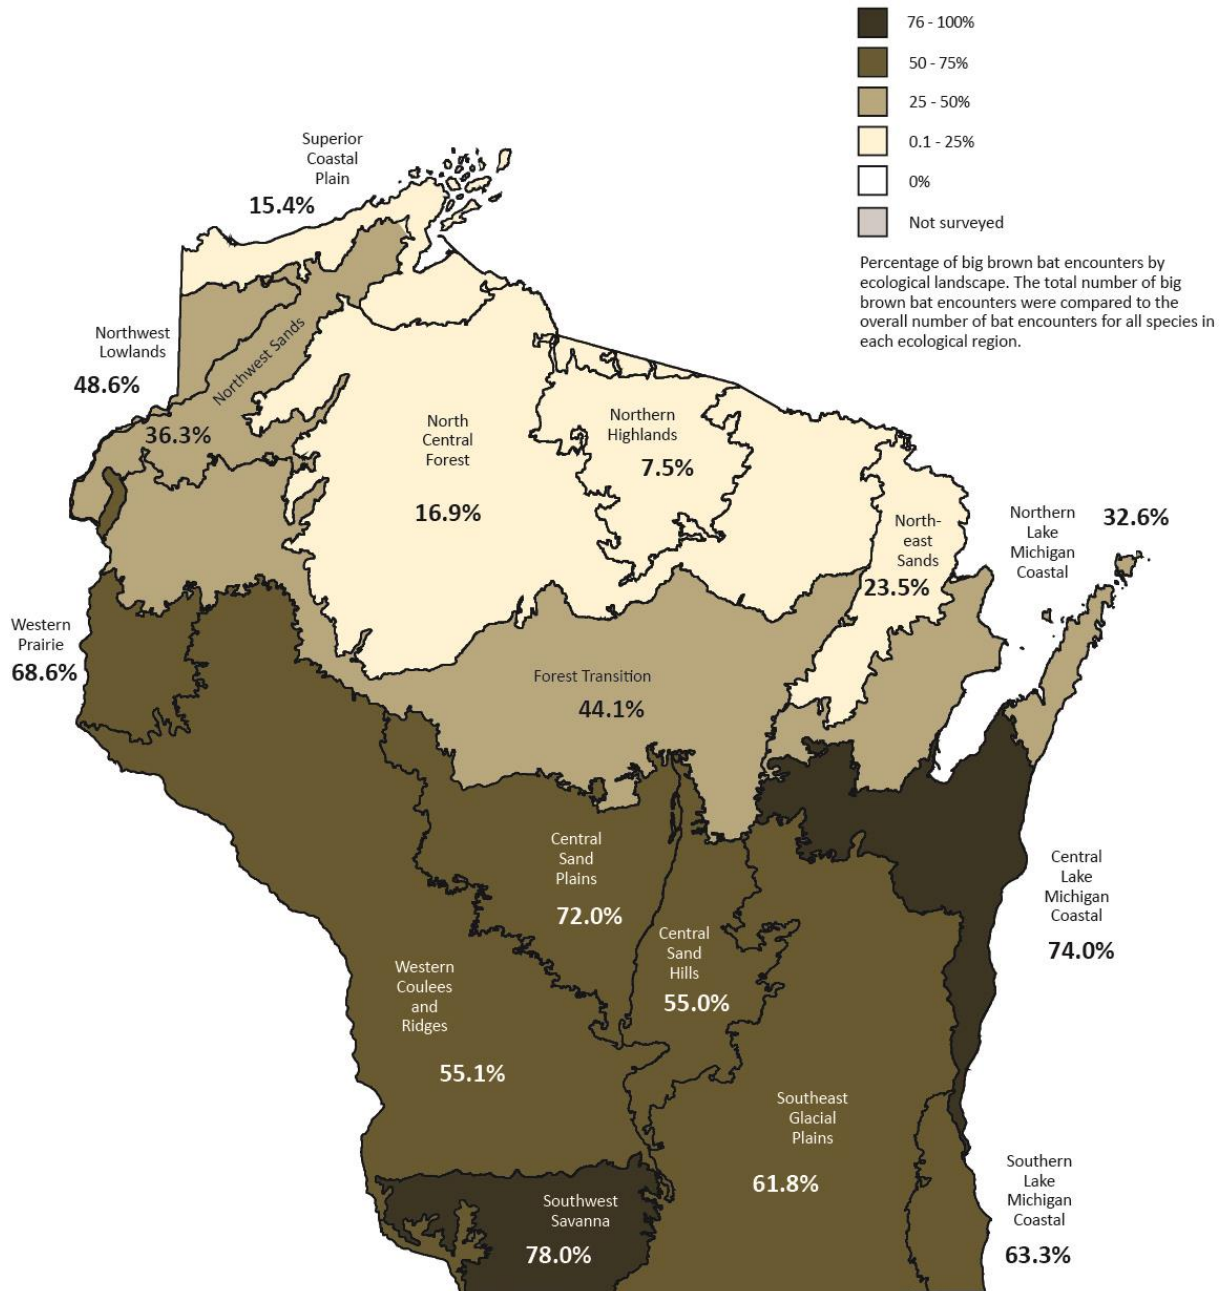 76 - 100%
50 - 75%
25 - 50%
0.1 - 25%
0%
Not surveyed
Percentage of big brown bat encounters by
ecological landscape. The total number of big
brown bat encounters were compared to the
overall number of bat encounters for all species in
each ecological region.
Superior
Coastal
Plain
15.4%
Northwest
Lowlands
48.6%
Northwest Sands
36.3%
North
Central
Forest
16.9%
Northern
Highlands
7.5%
North-
east
Sands
23.5%
Northern
Lake
Michigan
Coastal
32.6%
Western
Prairie
68.6%
Forest Transition
44.1%
Central
Sand
Plains
72.0%
Central
Sand
Hills
55.0%
Central
Lake
Michigan
Coastal
74.0%
Western
Coulees
and
Ridges
55.1%
Southeast
Glacial
Plains
61.8%
Southwest
Savanna
78.0%
Southern
Lake
Michigan
Coastal
63.3%